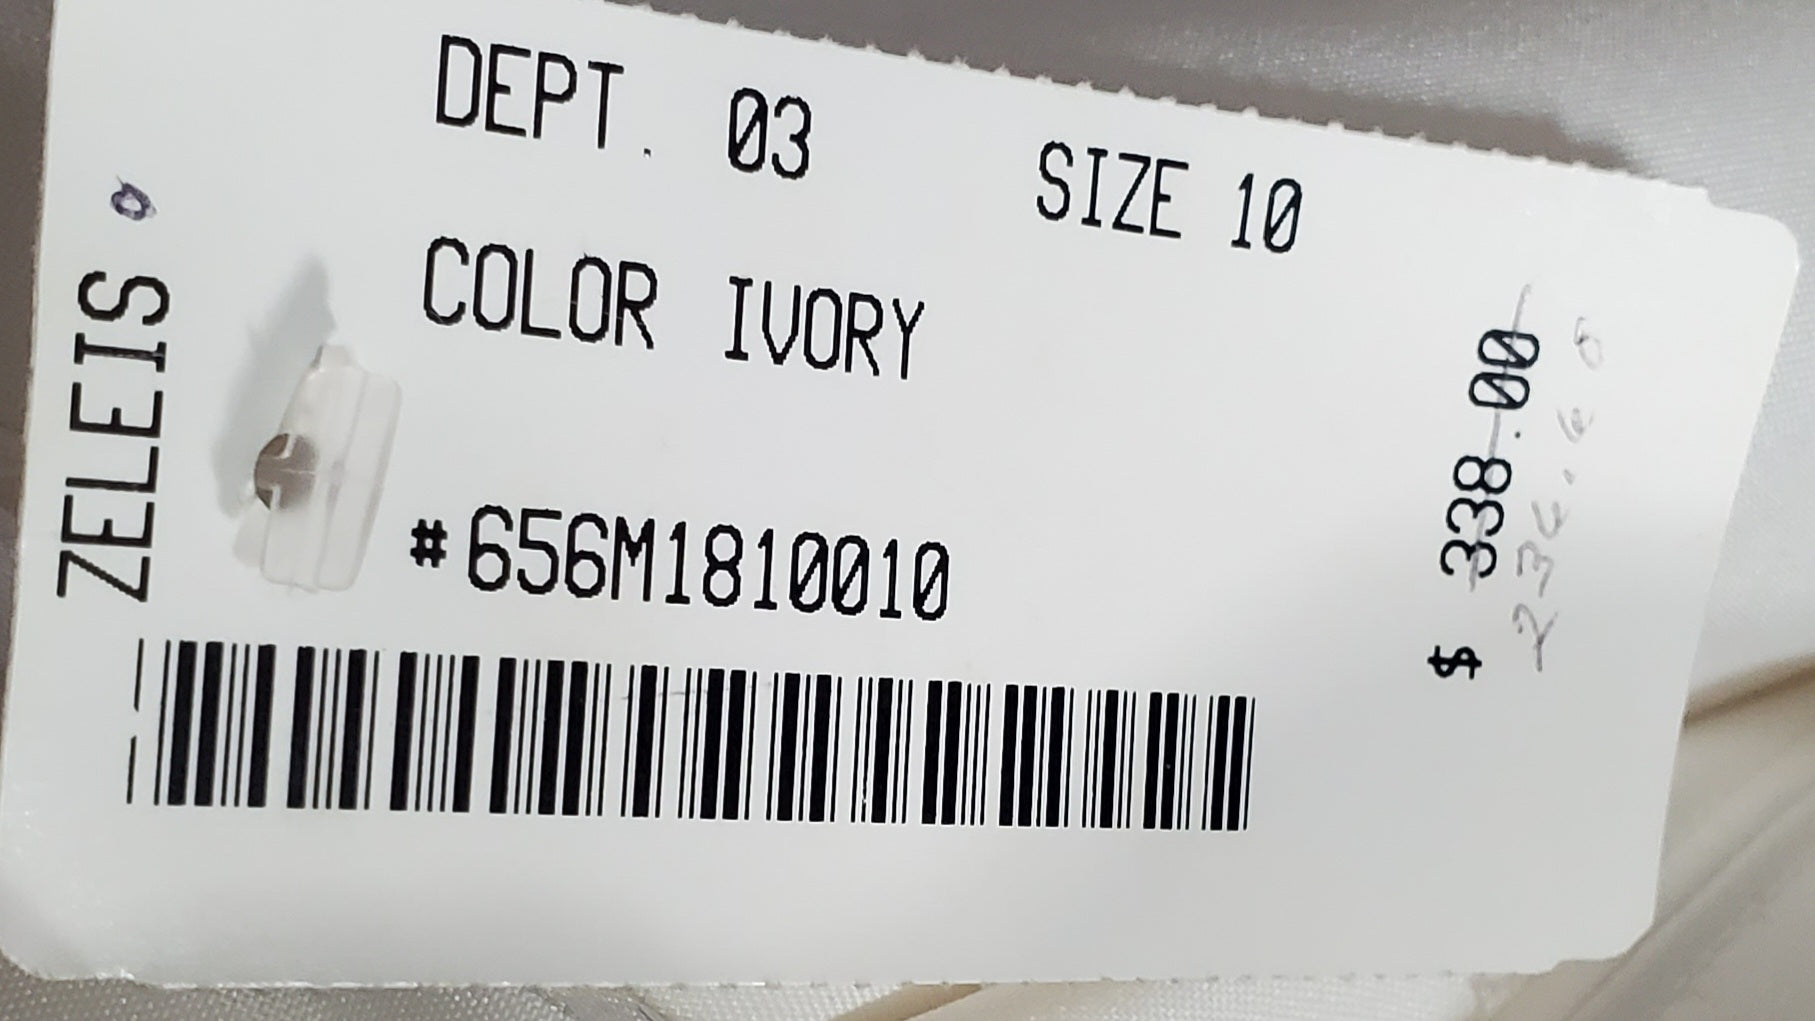 DEPT. 03 SIZE 10
COLOR IVORY
#656M1810010
ZELEIS
$ 338.00
236.60